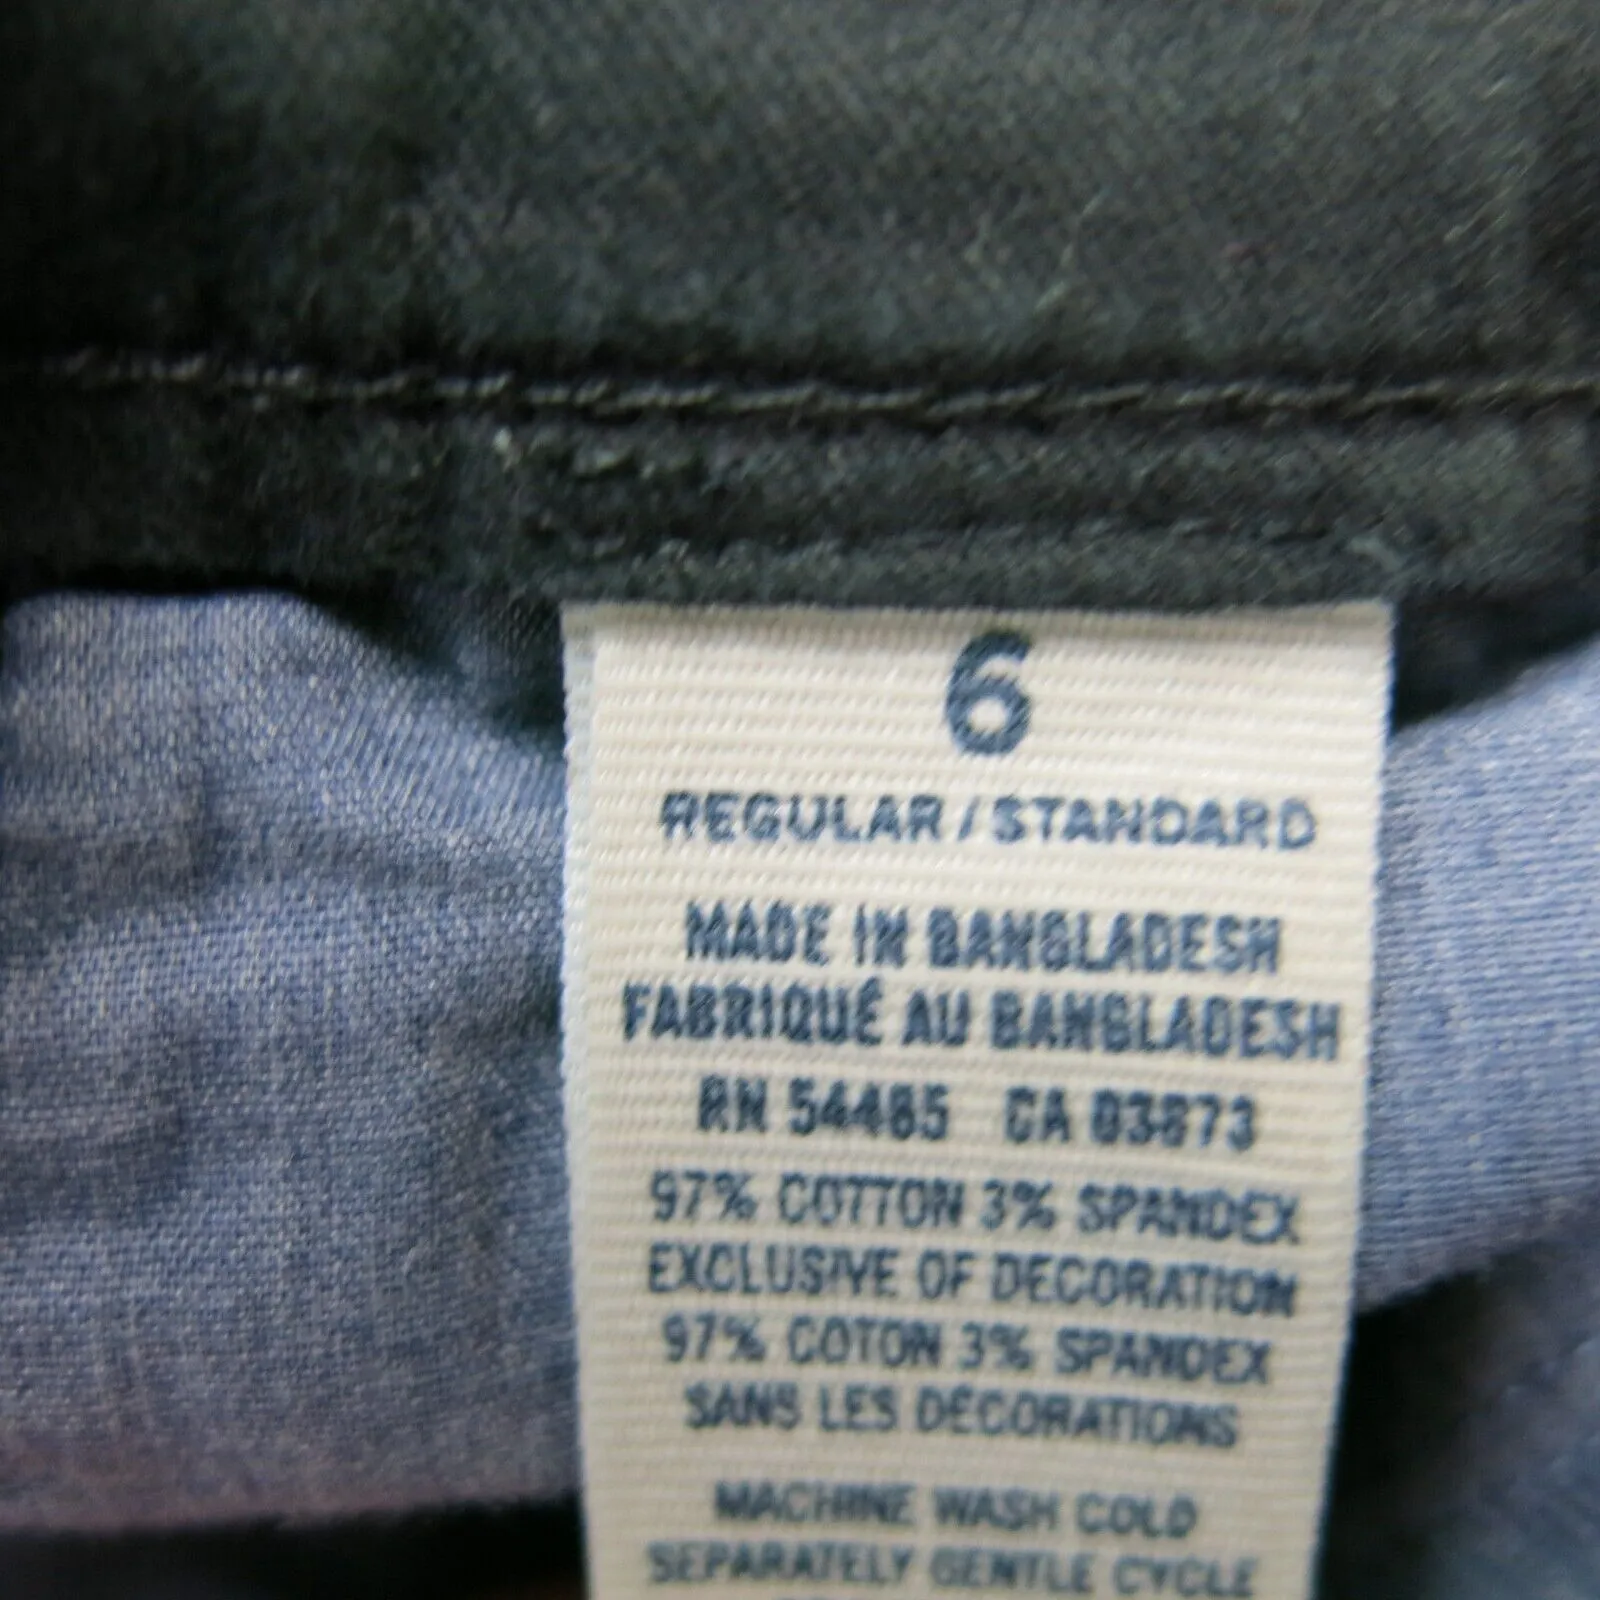 6
REGULAR / STANDARD
MADE IN BANGLADESH
FABRIQUÉ AU BANGLADESH
RN 54485 CA 03873
97% COTTON 3% SPANDEX
EXCLUSIVE OF DECORATION
97% COTON 3% SPANDEX
SANS LES DÉCORATIONS
MACHINE WASH COLD
SEPARATELY GENTLE CYCLE